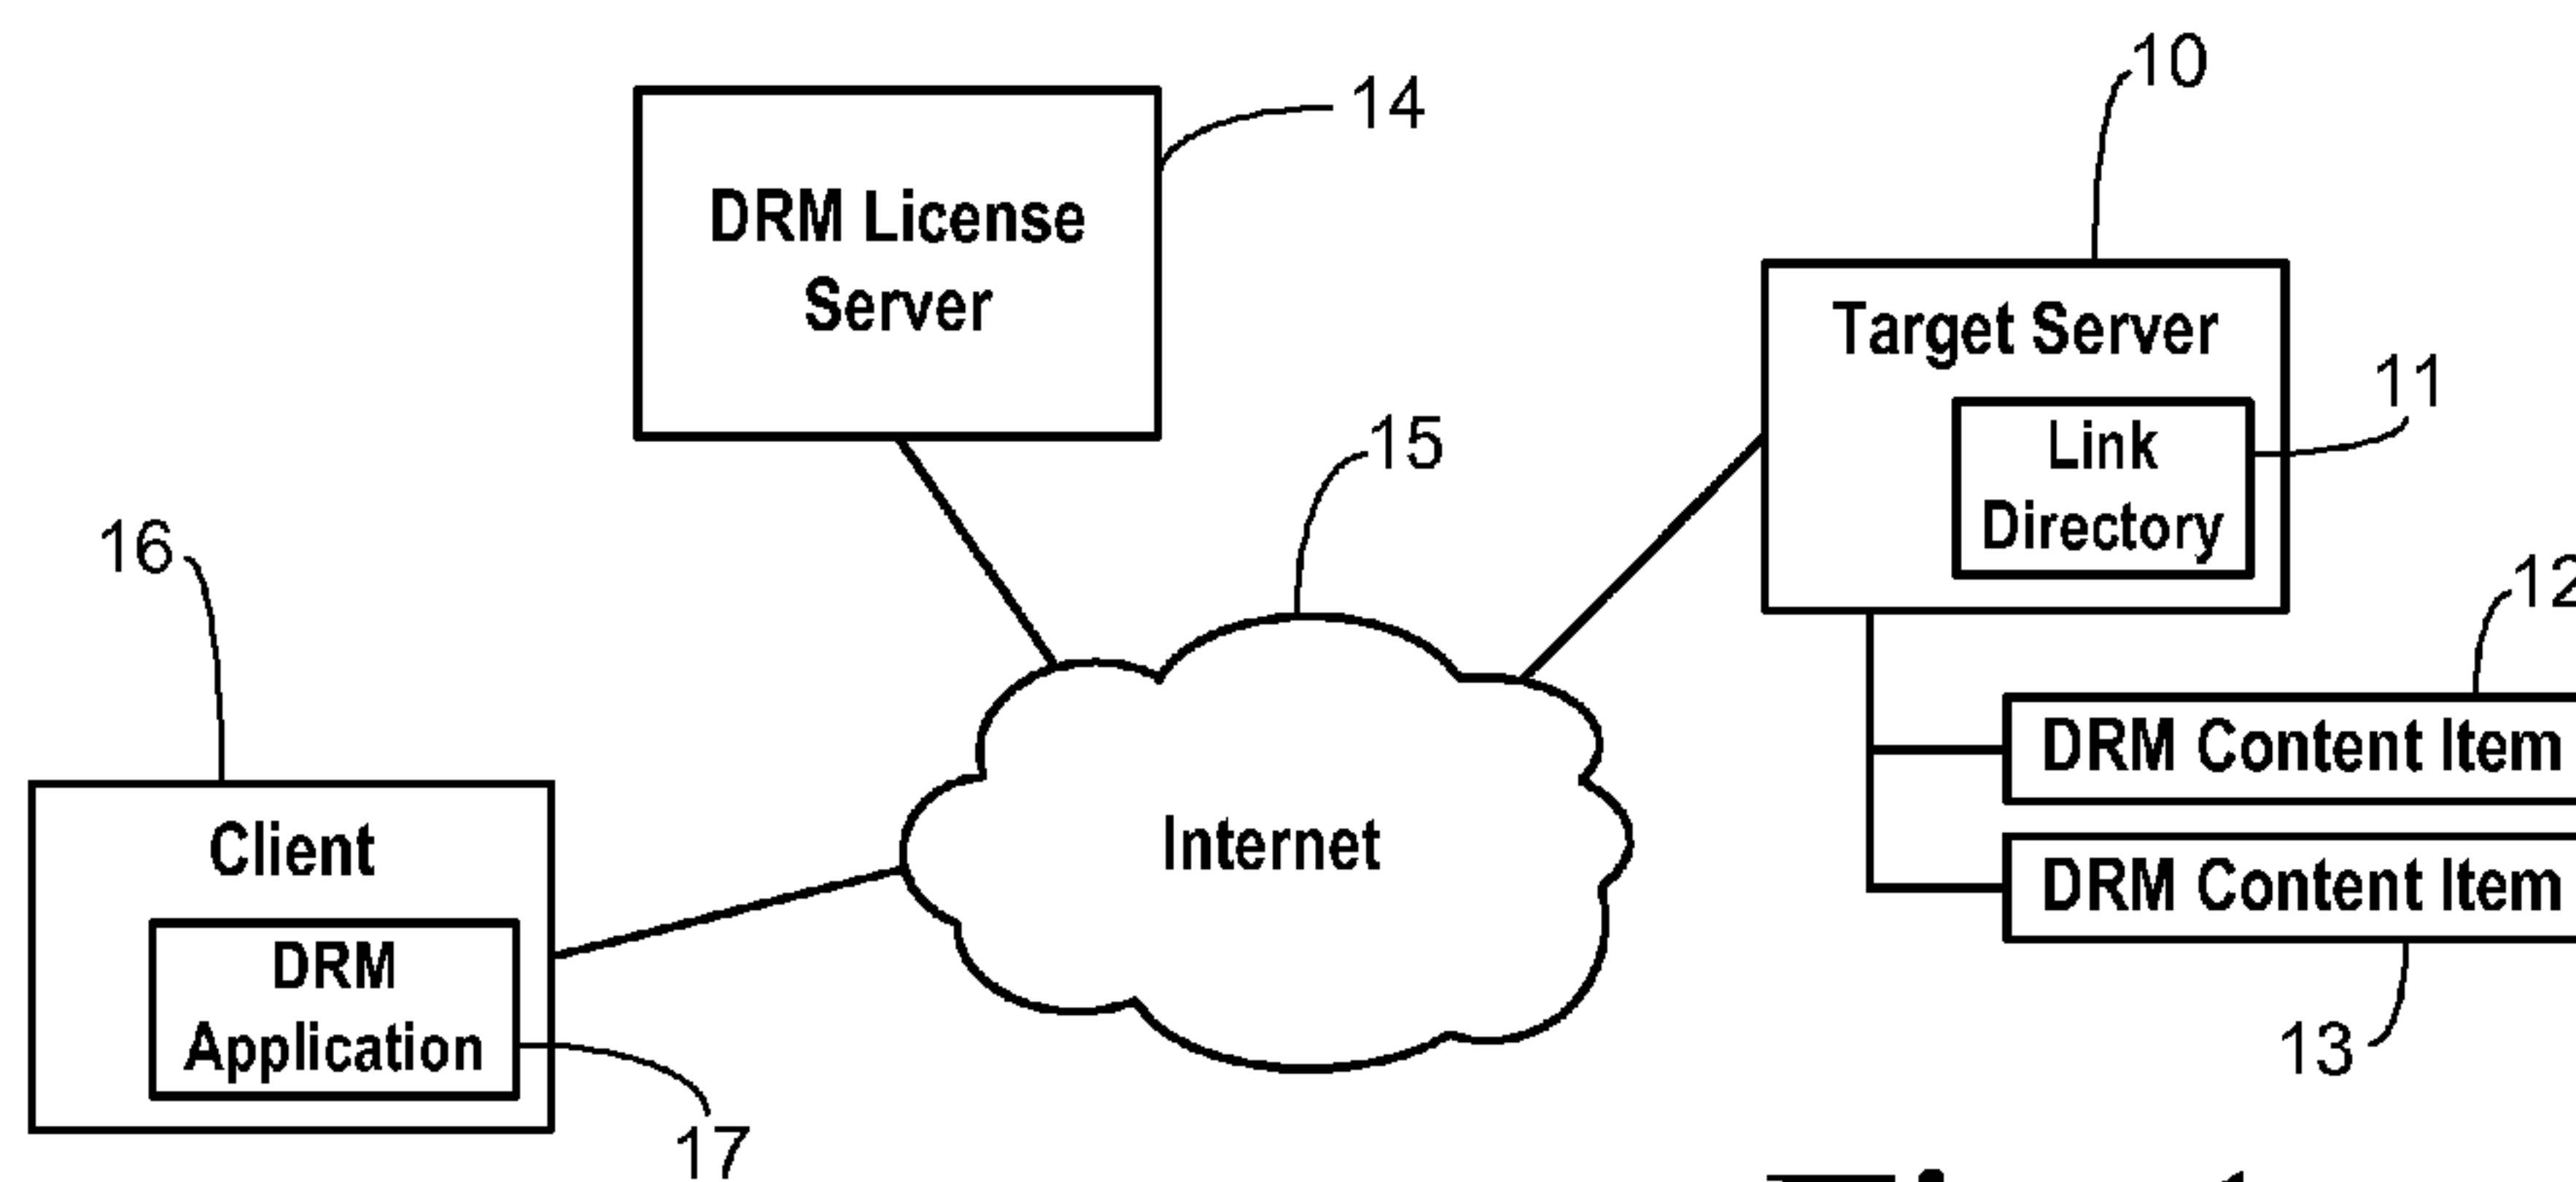 10
14
DRM License
Server
Target Server
11
Link
Directory
15
16
12
DRM Content Item
Internet
Client
DRM Content Item
DRM
Application
13
17